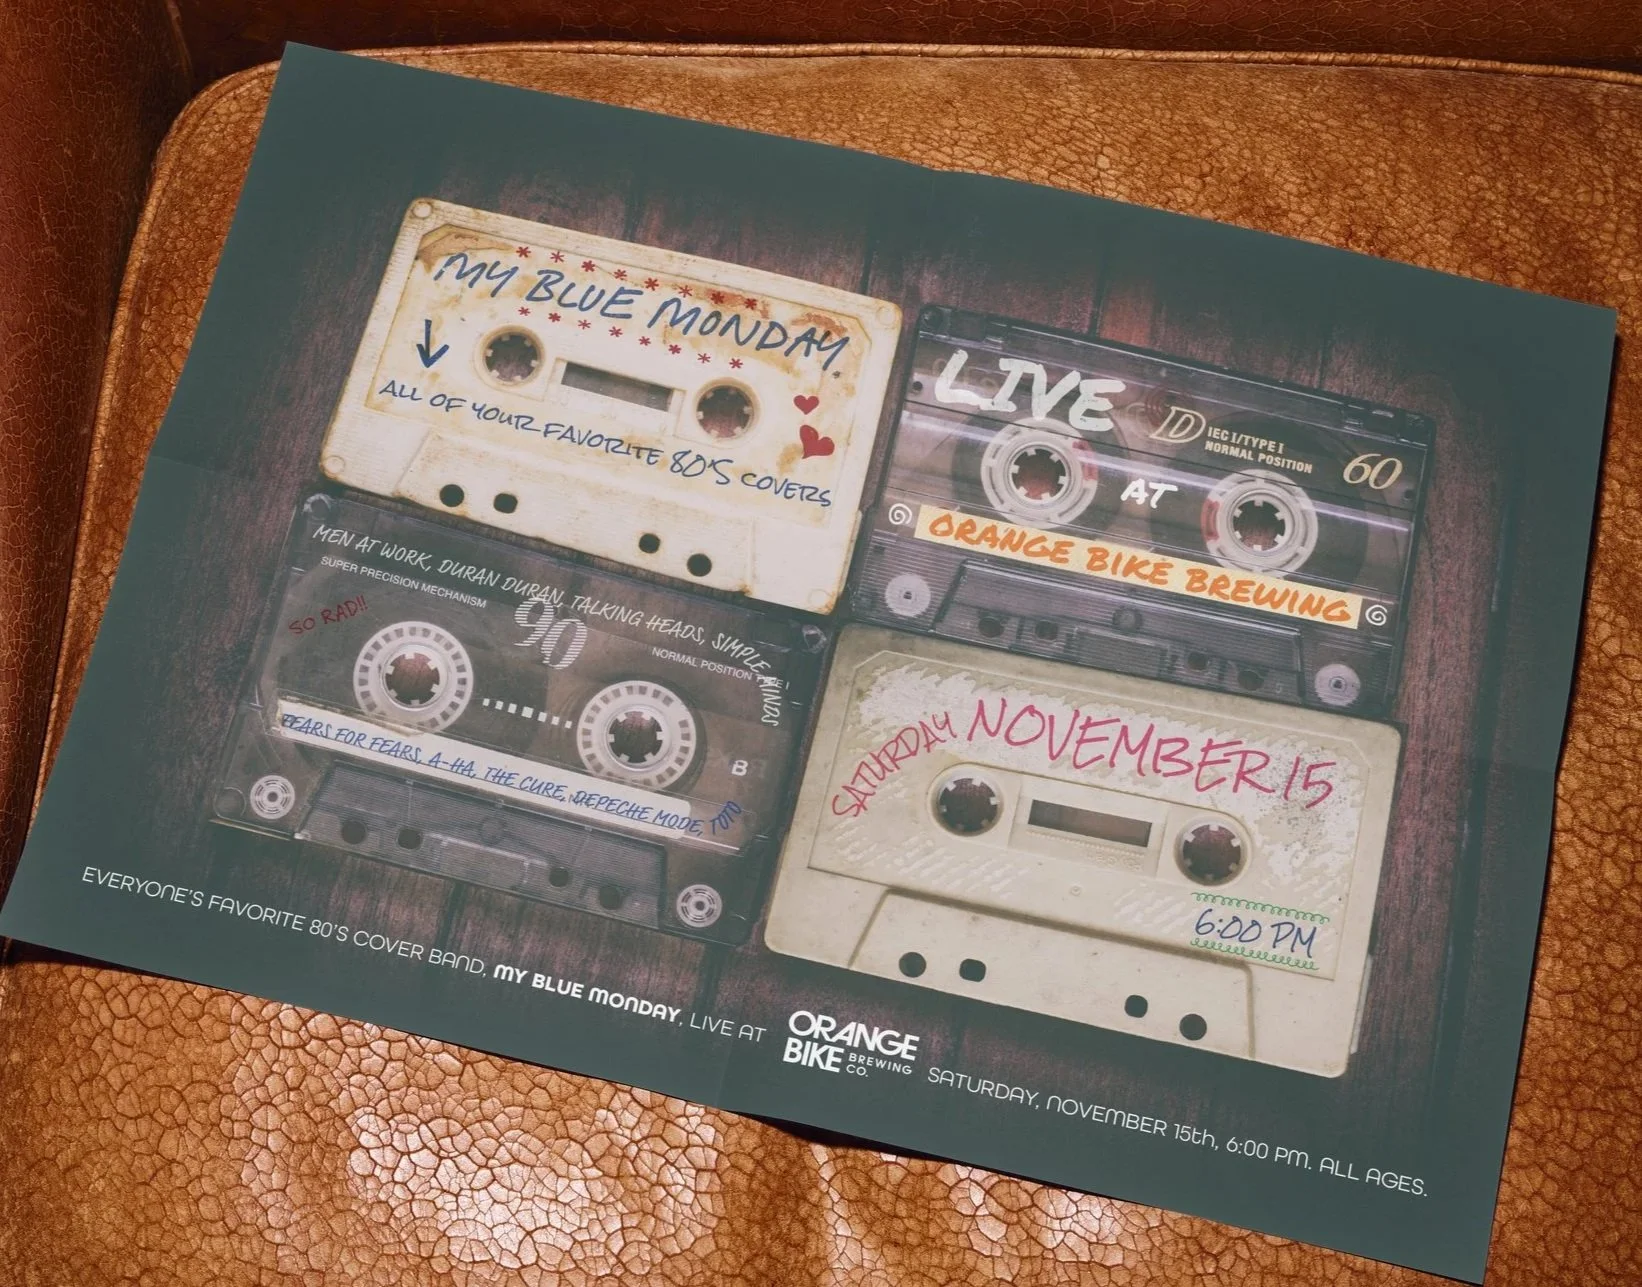 * * * * * * * *
MY BLUE MONDAY.
* * * * * * * *
ALL OF YOUR FAVORITE 80'S COVERS
LIVE
ID IEC I/TYPE I
NORMAL POSITION
60
AT
ORANGE BIKE BREWING
MEN AT WORK, DURAN DURAN, TALKING HEADS, SIMPLE MINDS
SUPER PRECISION MECHANISM
90
NORMAL POSITION TYPE I
SO RAD!!
B
TEARS FOR FEARS, A-HA, THE CURE, DEPECHE MODE, TOTO
SATURDAY NOVEMBER 15
6:00 PM
EVERYONE'S FAVORITE 80'S COVER BAND, MY BLUE MONDAY, LIVE AT ORANGE BIKE BREWING CO. SATURDAY, NOVEMBER 15th, 6:00 PM. ALL AGES.